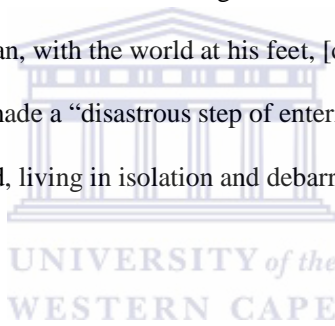 an, with the world at his feet, [o
nade a “disastrous step of enter
d, living in isolation and debarr
UNIVERSITY of the
WESTERN CAPE